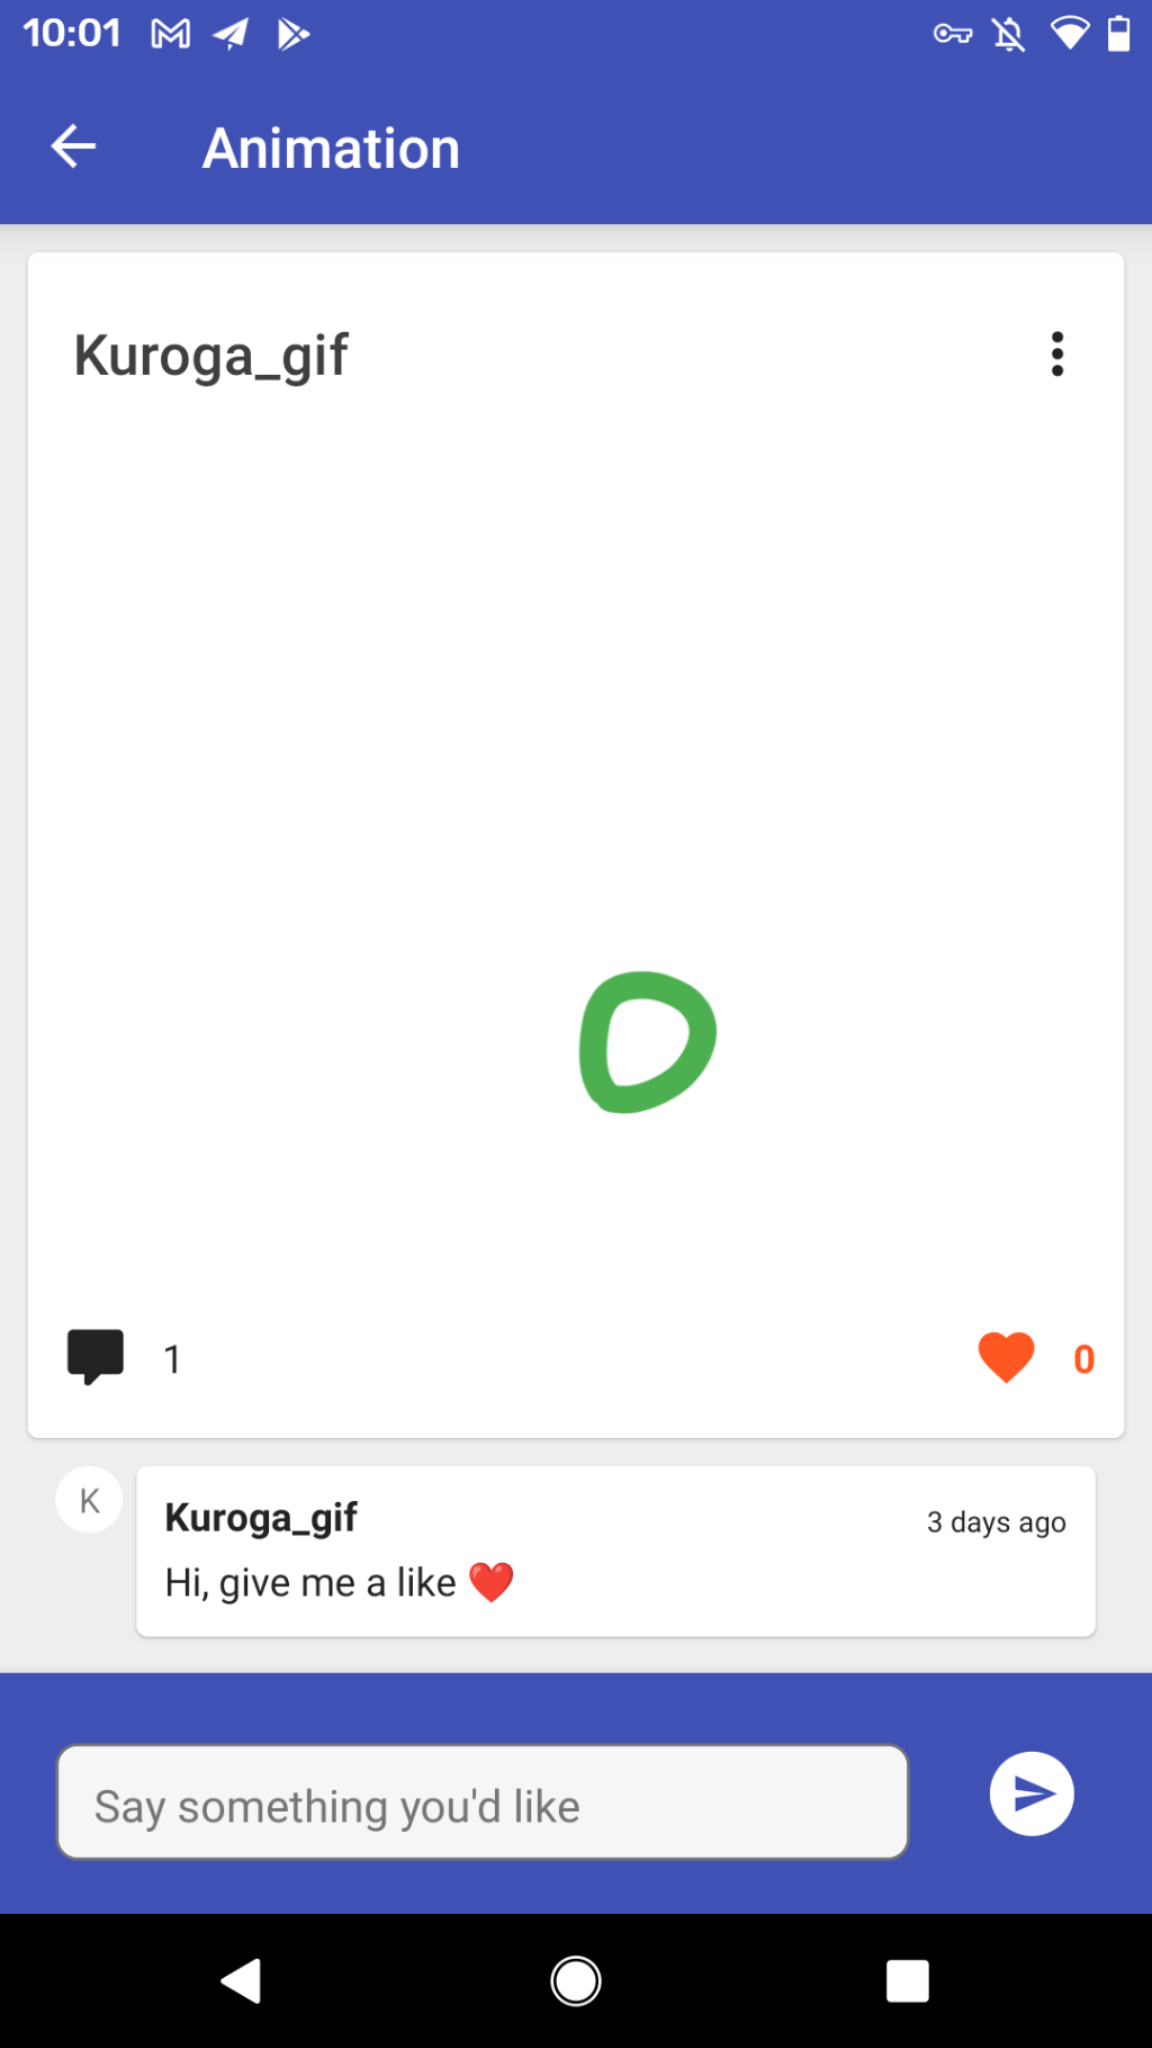 10:01
Animation
Kuroga_gif
1
0
K
Kuroga_gif
3 days ago
Hi, give me a like ❤️
Say something you'd like